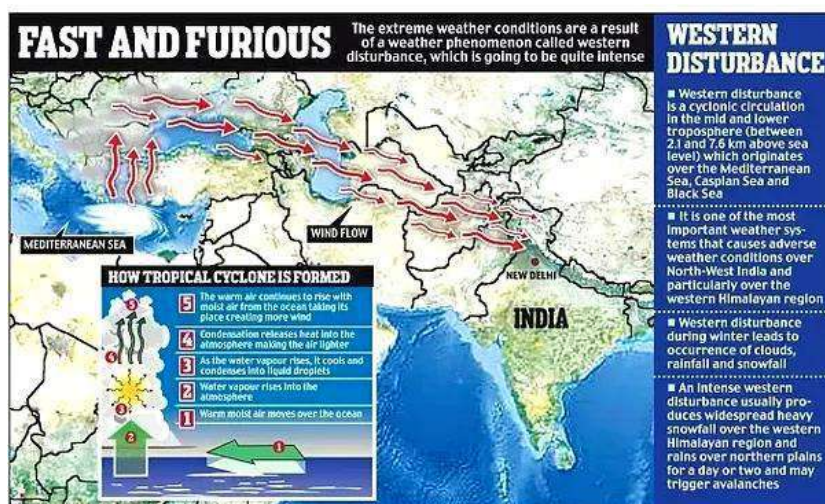 FAST AND FURIOUS
The extreme weather conditions are a result
of a weather phenomenon called western
disturbance, which is going to be quite intense
MEDITERRANEAN SEA
WIND FLOW
NEW DELHI
INDIA
HOW TROPICAL CYCLONE IS FORMED
5 The warm air continues to rise with
moist air from the ocean taking its
place creating more wind
4 Condensation releases heat into the
atmosphere making the air lighter
3 As the water vapour rises, it cools and
condenses into liquid droplets
2 Water vapour rises into the
atmosphere
1 Warm moist air moves over the ocean
5
4
3
2
1
WESTERN
DISTURBANCE
■ Western disturbance
is a cyclonic circulation
in the mid and lower
troposphere (between
2.1 and 7.6 km above sea
level) which originates
over the Mediterranean
Sea, Caspian Sea and
Black Sea
■ It is one of the most
important weather sys-
tems that causes adverse
weather conditions over
North-West India and
particularly over the
western Himalayan region
■ Western disturbance
during winter leads to
occurrence of clouds,
rainfall and snowfall
■ An intense western
disturbance usually pro-
duces widespread heavy
snowfall over the western
Himalayan region and
rains over northern plains
for a day or two and may
trigger avalanches